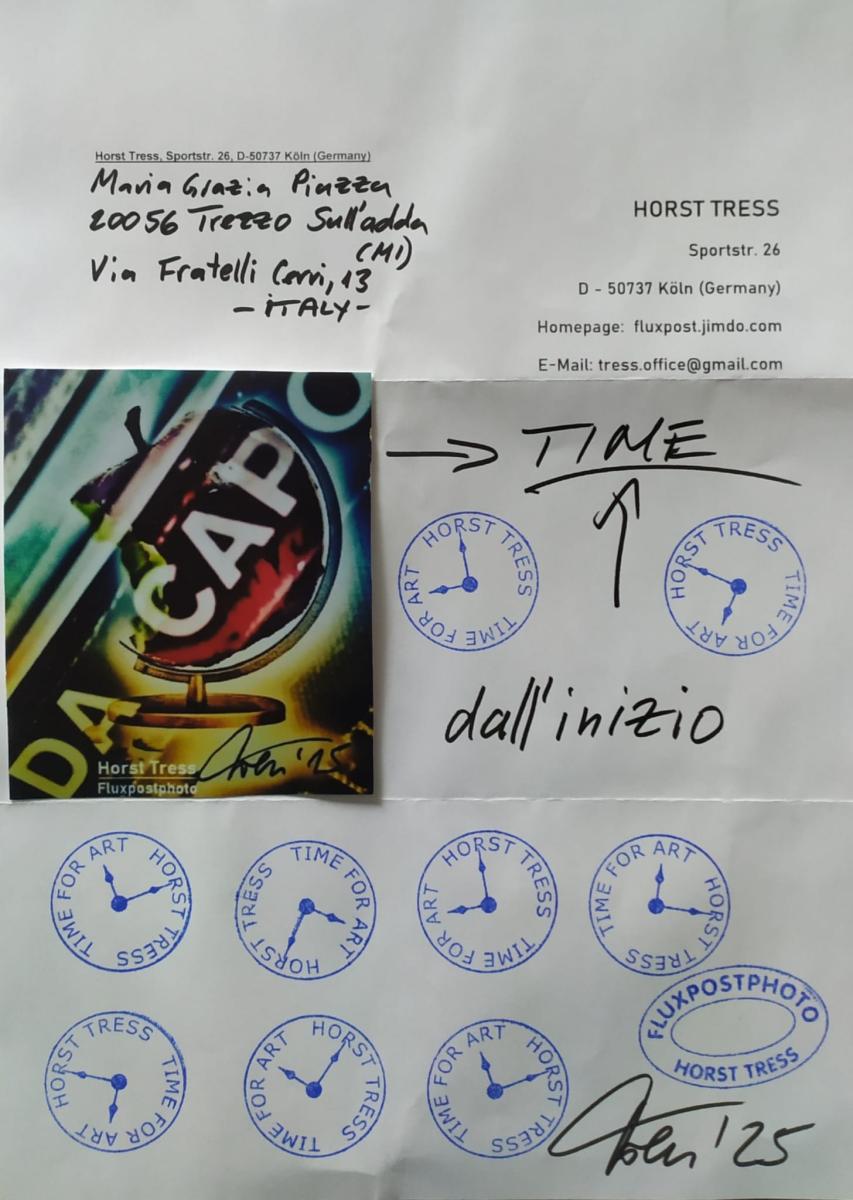 Horst Tress, Sportstr. 26, D-50737 Köln (Germany)
Maria Grazia Piazza
20056 Trezzo Sull'adda
(MI)
Via Fratelli Cervi, 13
- iTALY -
HORST TRESS
Sportstr. 26
D - 50737 Köln (Germany)
Homepage: fluxpost.jimdo.com
E-Mail: tress.office@gmail.com
DA CAPO
Horst Tress
Fluxpostphoto
'25
→ TIME
HORST TRESS TIME FOR ART
HORST TRESS TIME FOR ART
dall'inizio
TIME FOR ART HORST TRESS
TIME FOR ART HORST TRESS
HORST TRESS TIME FOR ART
TIME FOR ART HORST TRESS
FLUXPOSTPHOTO
HORST TRESS
HORST TRESS TIME FOR ART
TIME FOR ART HORST TRESS
TIME FOR ART HORST TRESS
'25